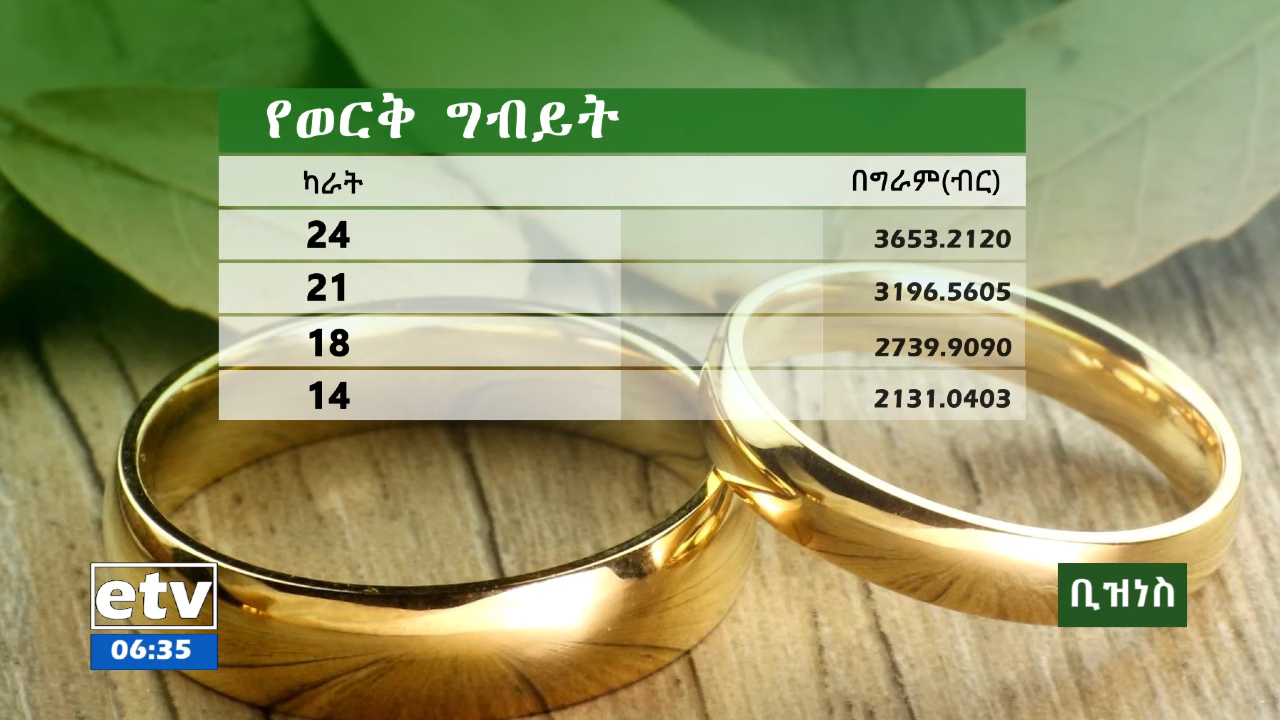 የወርቅ ግብይት
ካራት በግራም(ብር)
24 3653.2120
21 3196.5605
18 2739.9090
14 2131.0403
etv
06:35
ቢዝነስ